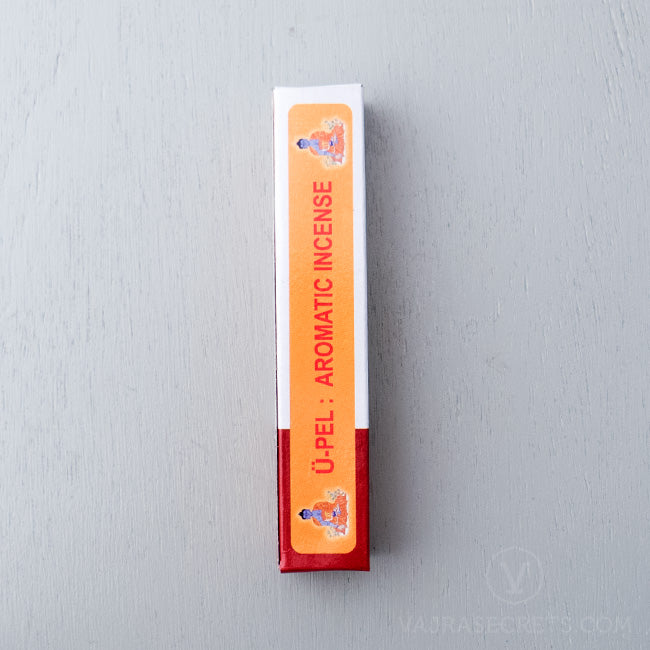 Ü-PEL : AROMATIC INCENSE
V
VAJRASECRETS.COM